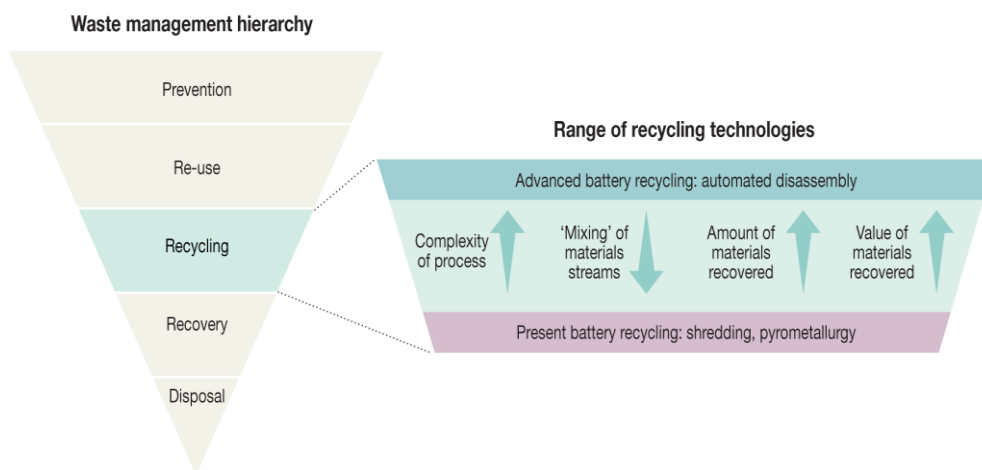 Waste management hierarchy
Prevention
Re-use
Recycling
Recovery
Disposal
Range of recycling technologies
Advanced battery recycling: automated disassembly
Complexity
of process
‘Mixing’ of
materials
streams
Amount of
materials
recovered
Value of
materials
recovered
Present battery recycling: shredding, pyrometallurgy